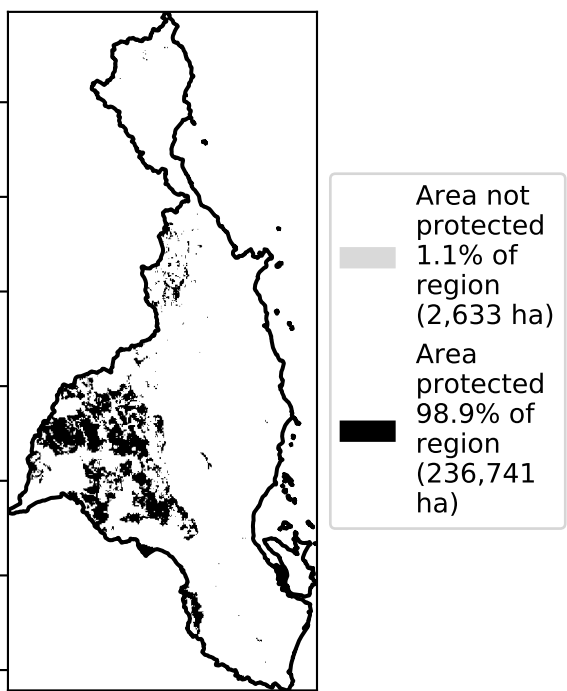 Area not
protected
1.1% of
region
(2,633 ha)
Area
protected
98.9% of
region
(236,741
ha)